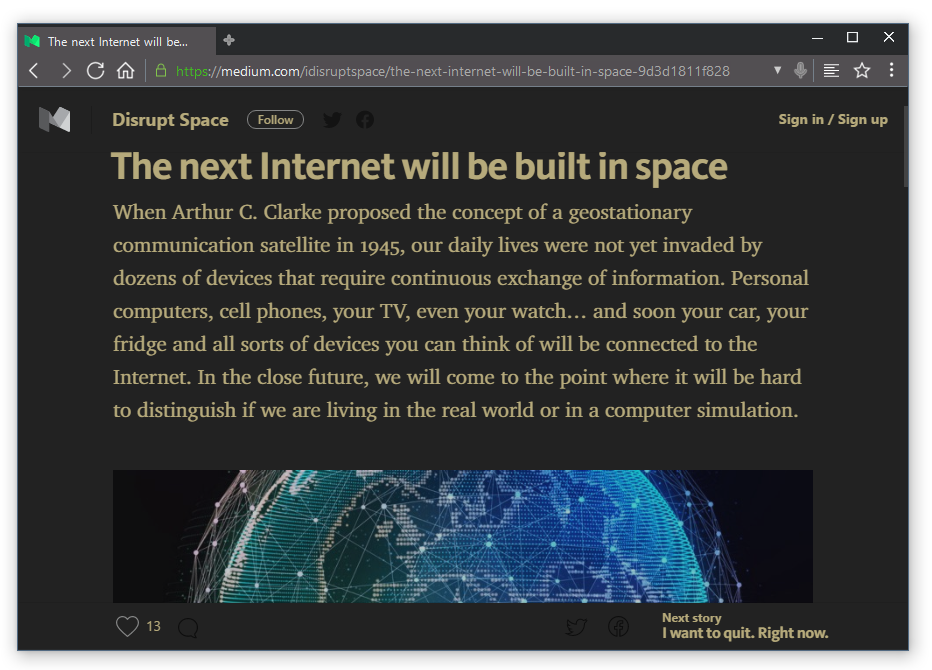 The next Internet will be...
https://medium.com/idisruptspace/the-next-internet-will-be-built-in-space-9d3d1811f828
Disrupt Space
Follow
Sign in / Sign up
The next Internet will be built in space
When Arthur C. Clarke proposed the concept of a geostationary
communication satellite in 1945, our daily lives were not yet invaded by
dozens of devices that require continuous exchange of information. Personal
computers, cell phones, your TV, even your watch… and soon your car, your
fridge and all sorts of devices you can think of will be connected to the
Internet. In the close future, we will come to the point where it will be hard
to distinguish if we are living in the real world or in a computer simulation.
13
Next story
I want to quit. Right now.